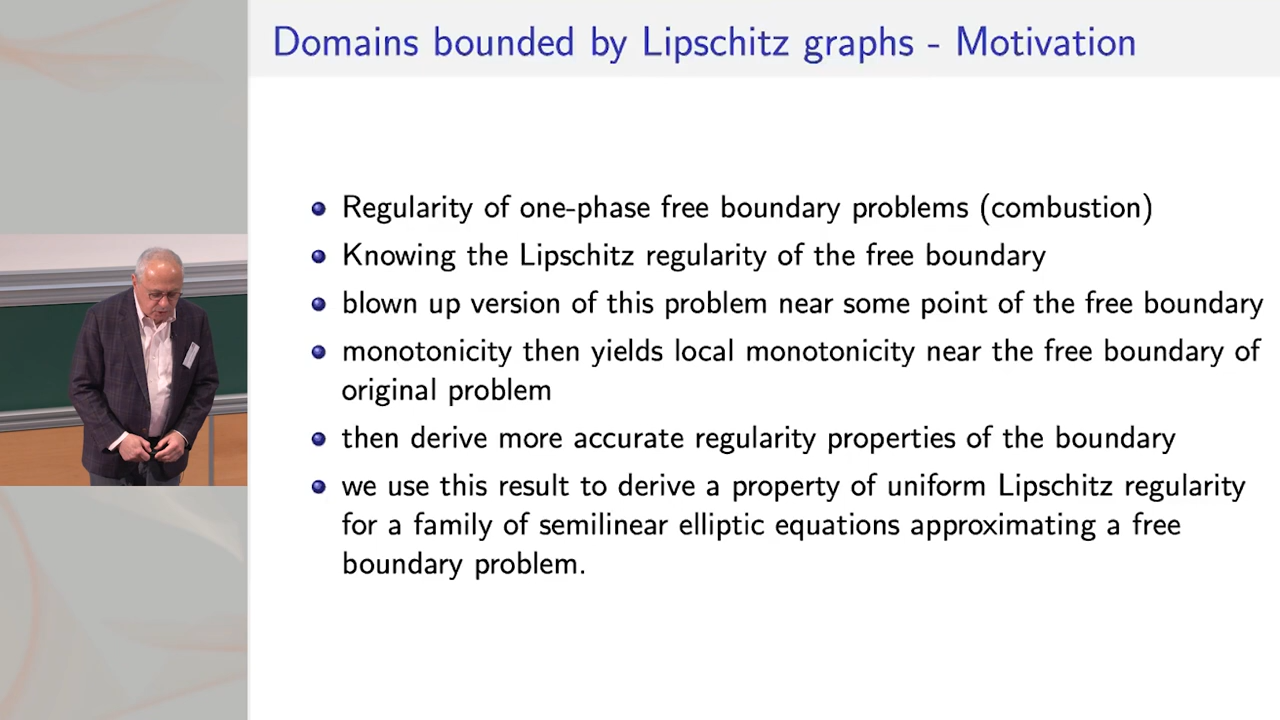 Domains bounded by Lipschitz graphs - Motivation
Regularity of one-phase free boundary problems (combustion)
Knowing the Lipschitz regularity of the free boundary
blown up version of this problem near some point of the free boundary
monotonicity then yields local monotonicity near the free boundary of
original problem
then derive more accurate regularity properties of the boundary
we use this result to derive a property of uniform Lipschitz regularity
for a family of semilinear elliptic equations approximating a free
boundary problem.